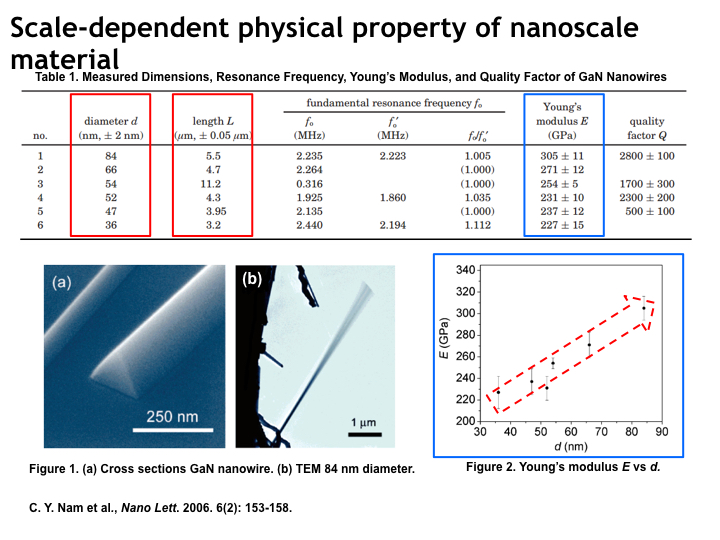 Scale-dependent physical property of nanoscale
material
Table 1. Measured Dimensions, Resonance Frequency, Young's Modulus, and Quality Factor of GaN Nanowires
fundamental resonance frequency fₒ
no.
diameter d
(nm, ± 2 nm)
length L
(μm, ± 0.05 μm)
fₒ
(MHz)
fₒ′
(MHz)
fₒ/fₒ′
Young's
modulus E
(GPa)
quality
factor Q
1 84 5.5 2.235 2.223 1.005 305 ± 11 2800 ± 100
2 66 4.7 2.264 (1.000) 271 ± 12
3 54 11.2 0.316 (1.000) 254 ± 5 1700 ± 300
4 52 4.3 1.925 1.860 1.035 231 ± 10 2300 ± 200
5 47 3.95 2.135 (1.000) 237 ± 12 500 ± 100
6 36 3.2 2.440 2.194 1.112 227 ± 15
(a)
250 nm
(b)
1 μm
E (GPa)
340
320
300
280
260
240
220
200
30 40 50 60 70 80 90
d (nm)
Figure 1. (a) Cross sections GaN nanowire. (b) TEM 84 nm diameter.
Figure 2. Young's modulus E vs d.
C. Y. Nam et al., Nano Lett. 2006. 6(2): 153-158.